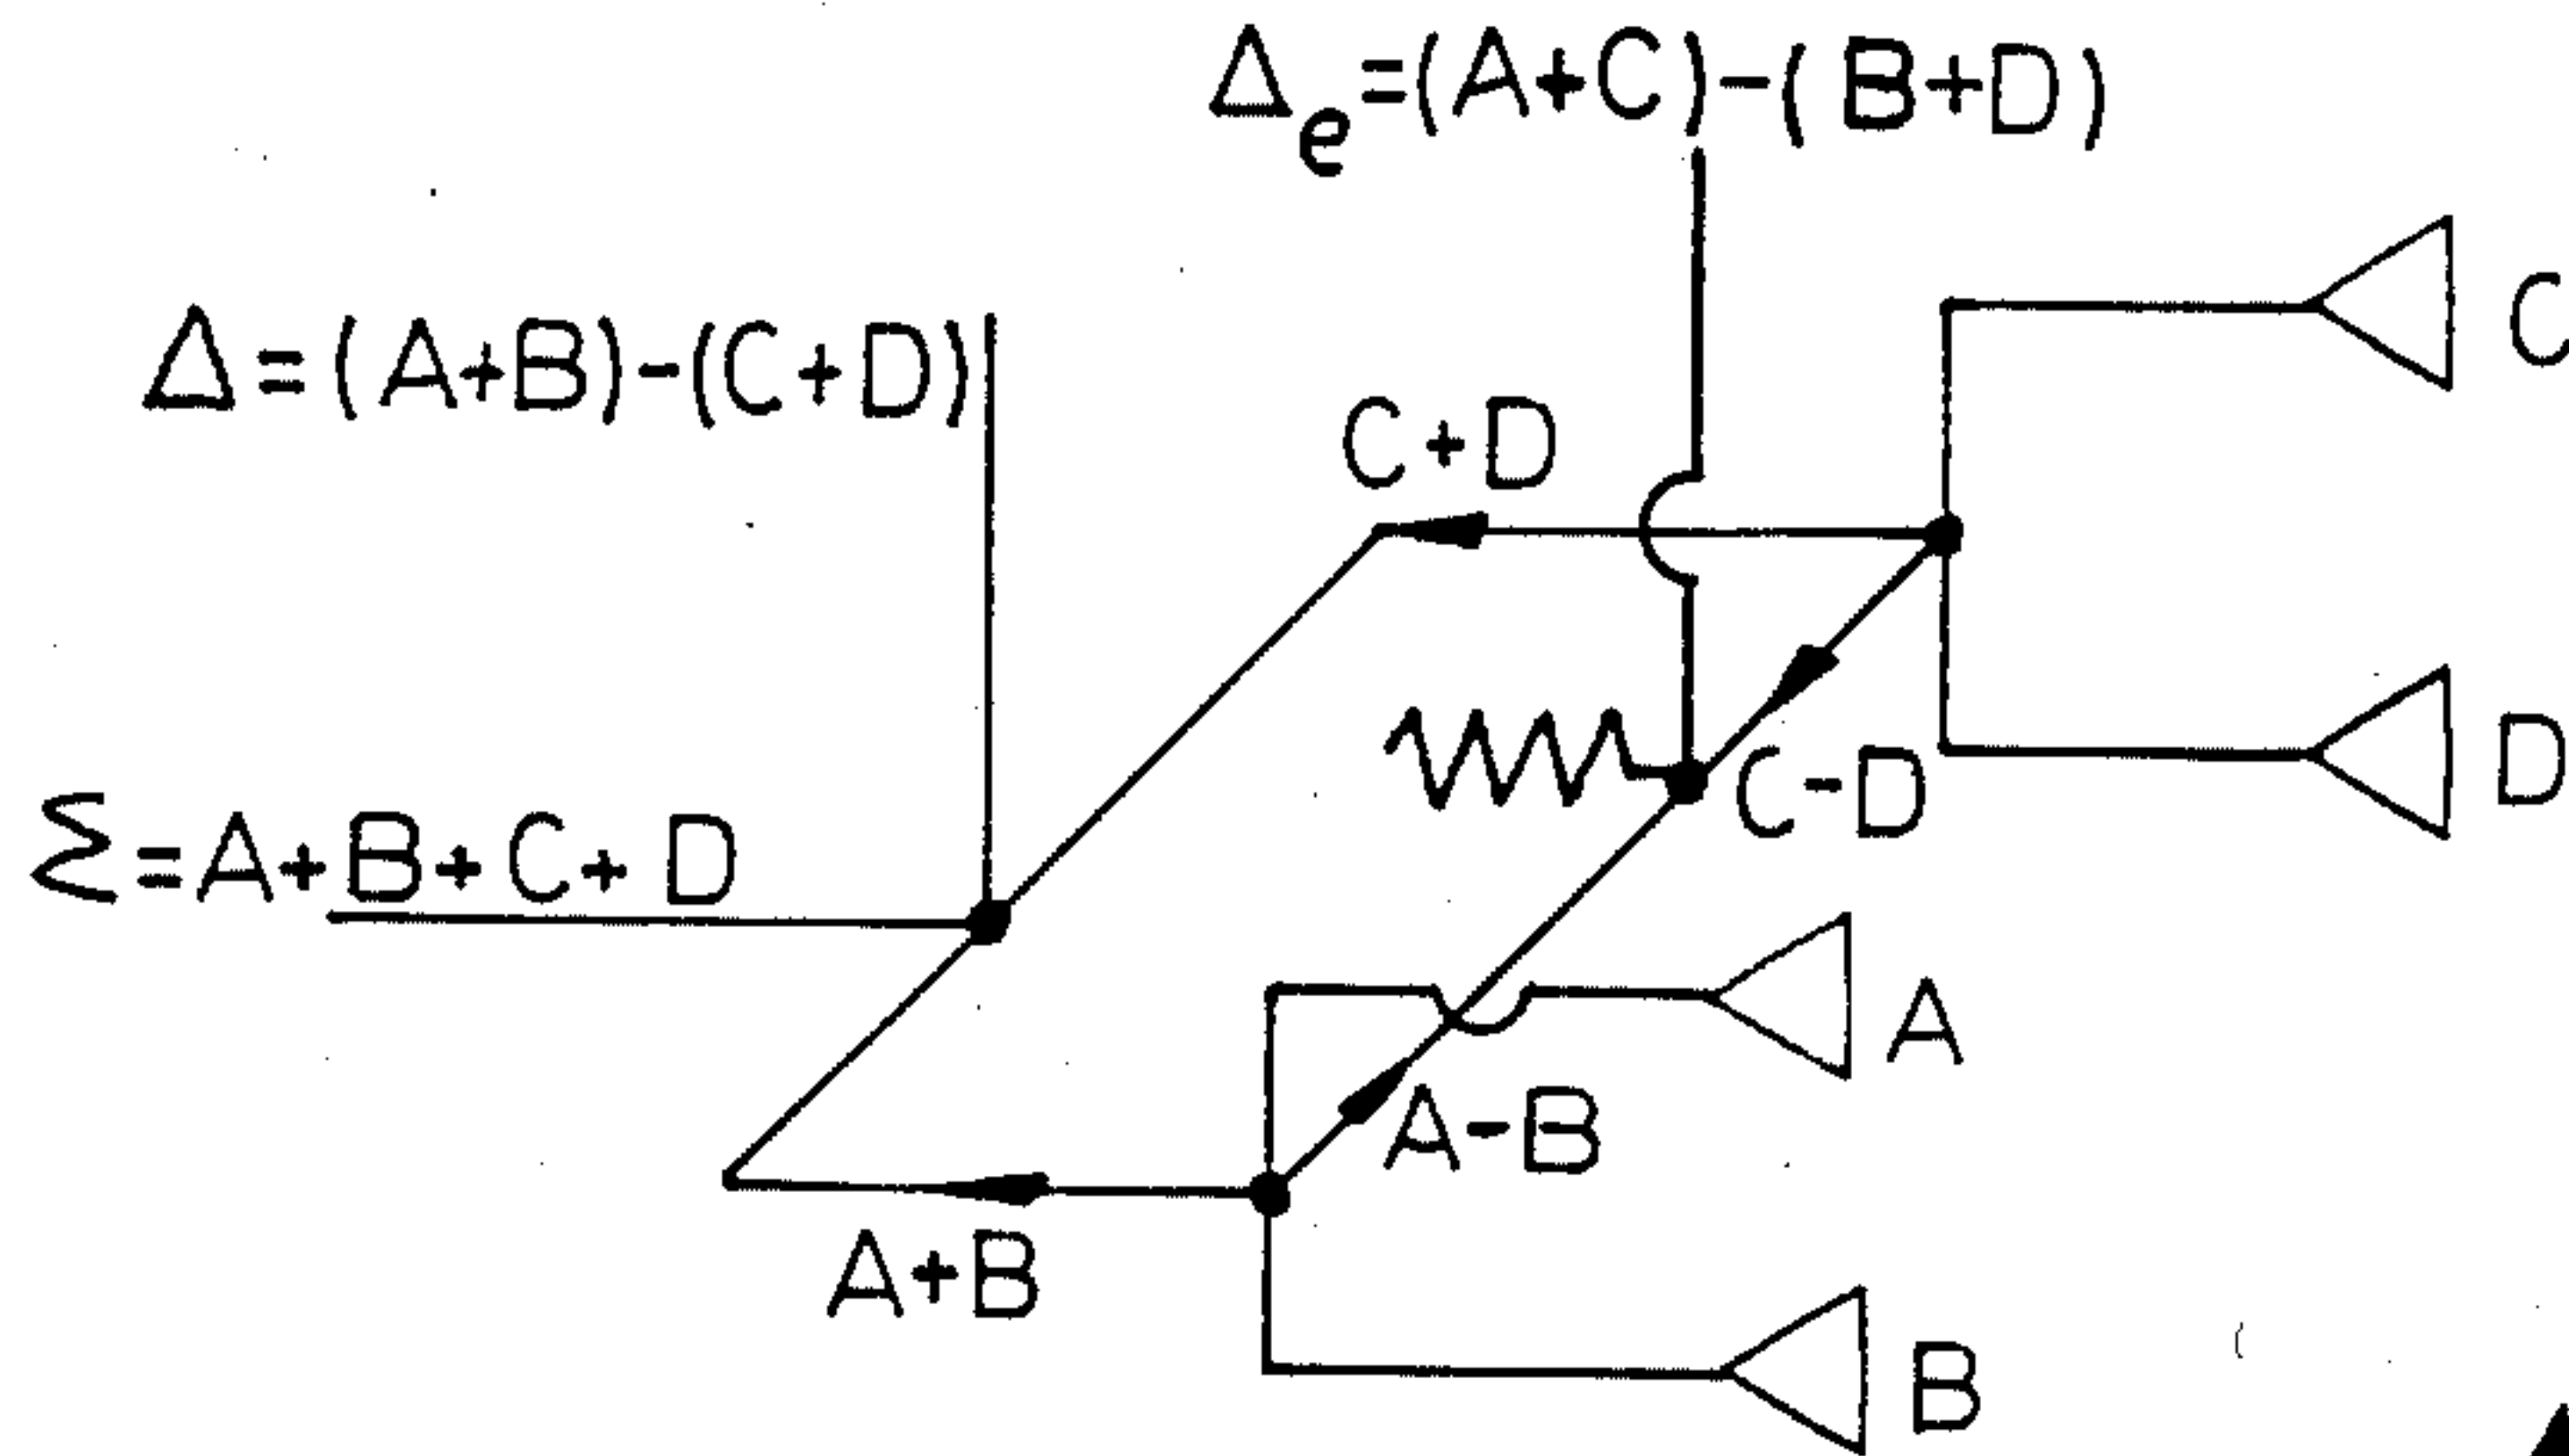 Δe=(A+C)-(B+D)
Δ=(A+B)-(C+D)
C
C+D
D
C-D
Σ=A+B+C+D
A
A-B
A+B
B